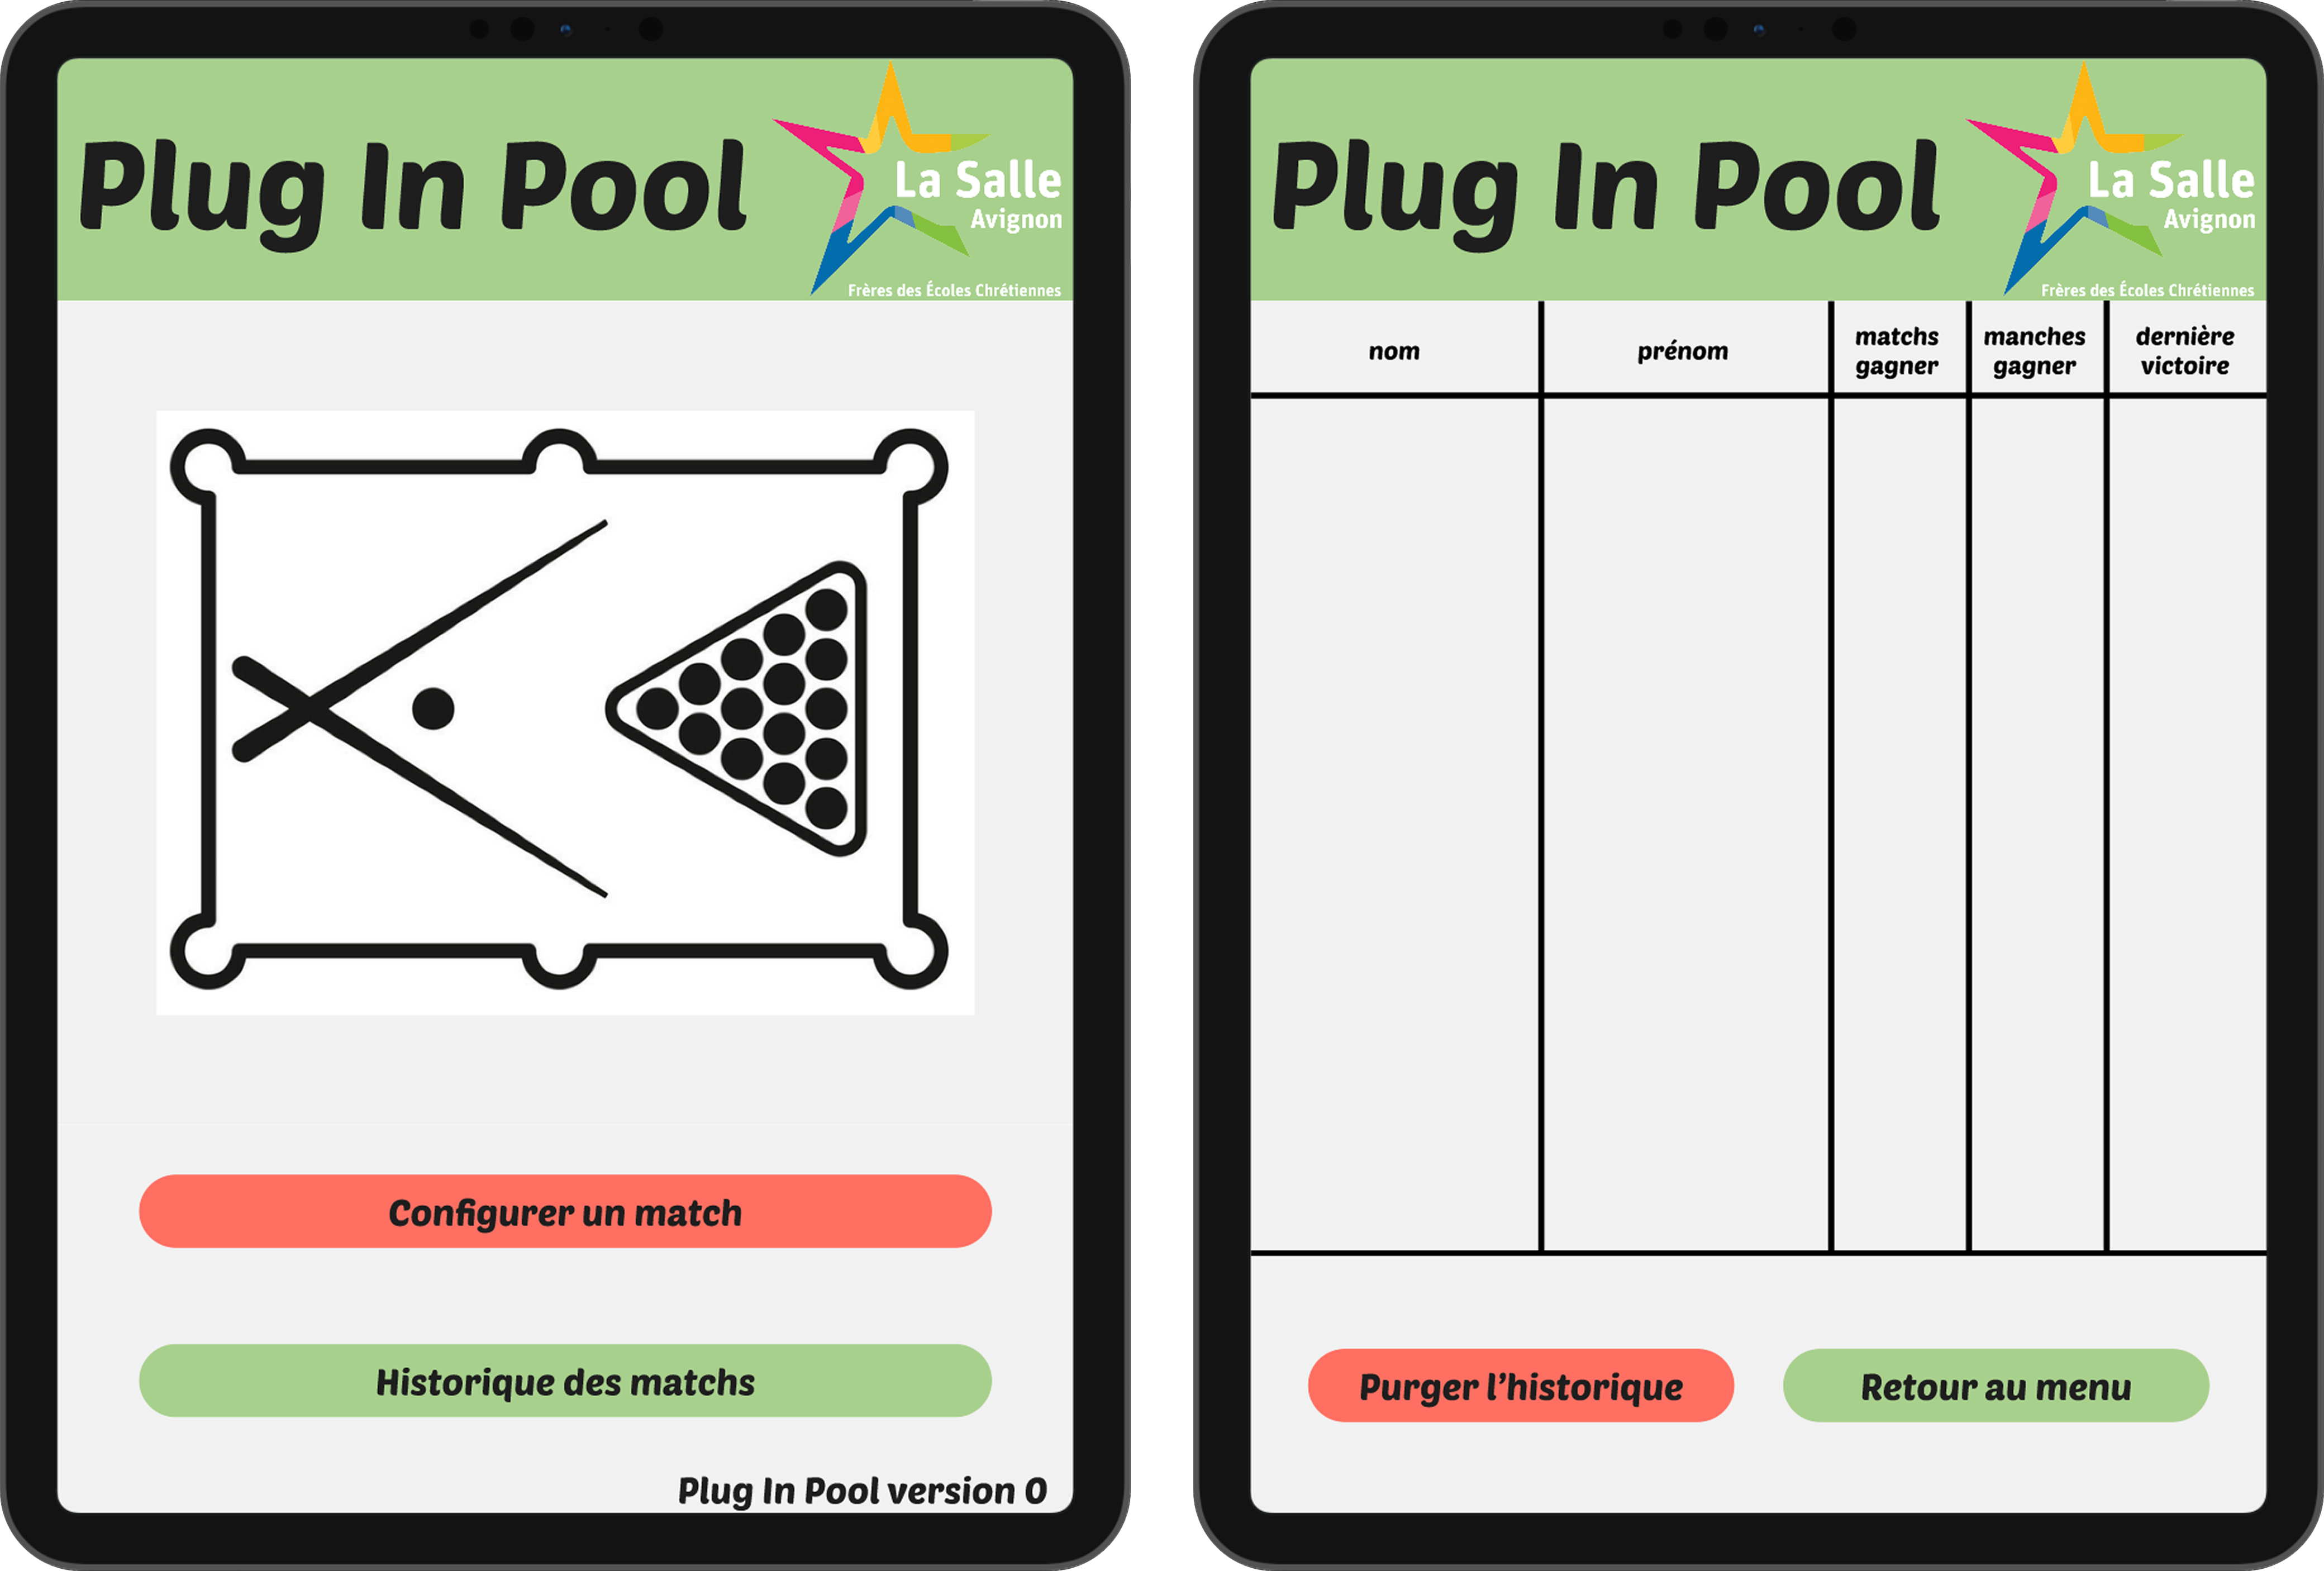 Plug In Pool
La Salle
Avignon
Frères des Écoles Chrétiennes
Configurer un match
Historique des matchs
Plug In Pool version 0
Plug In Pool
La Salle
Avignon
Frères des Écoles Chrétiennes
nom
prénom
matchs
gagner
manches
gagner
dernière
victoire
Purger l’historique
Retour au menu